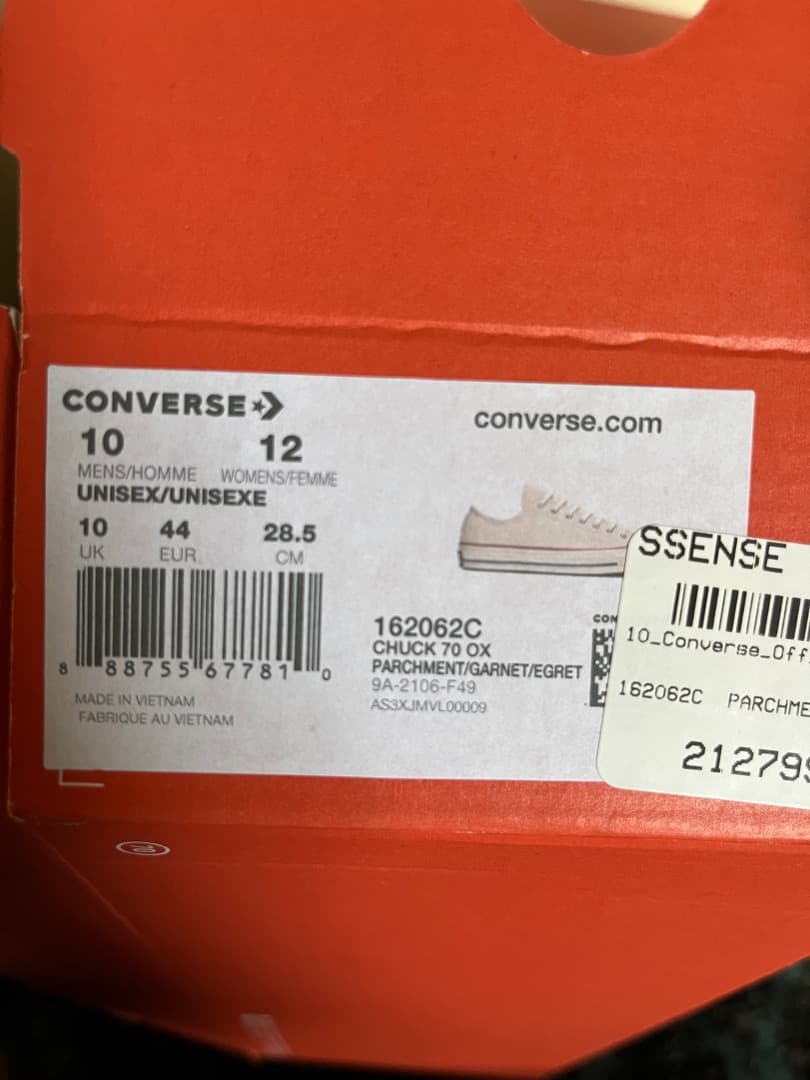 CONVERSE
converse.com
10 12
MENS/HOMME WOMENS/FEMME
UNISEX/UNISEXE
10 44 28.5
UK EUR CM
8 88755 67781 0
MADE IN VIETNAM
FABRIQUE AU VIETNAM
162062C
CHUCK 70 OX
PARCHMENT/GARNET/EGRET
9A-2106-F49
AS3XJMVL00009
CON
SSENSE
10_Converse_Off
162062C PARCHME
212799